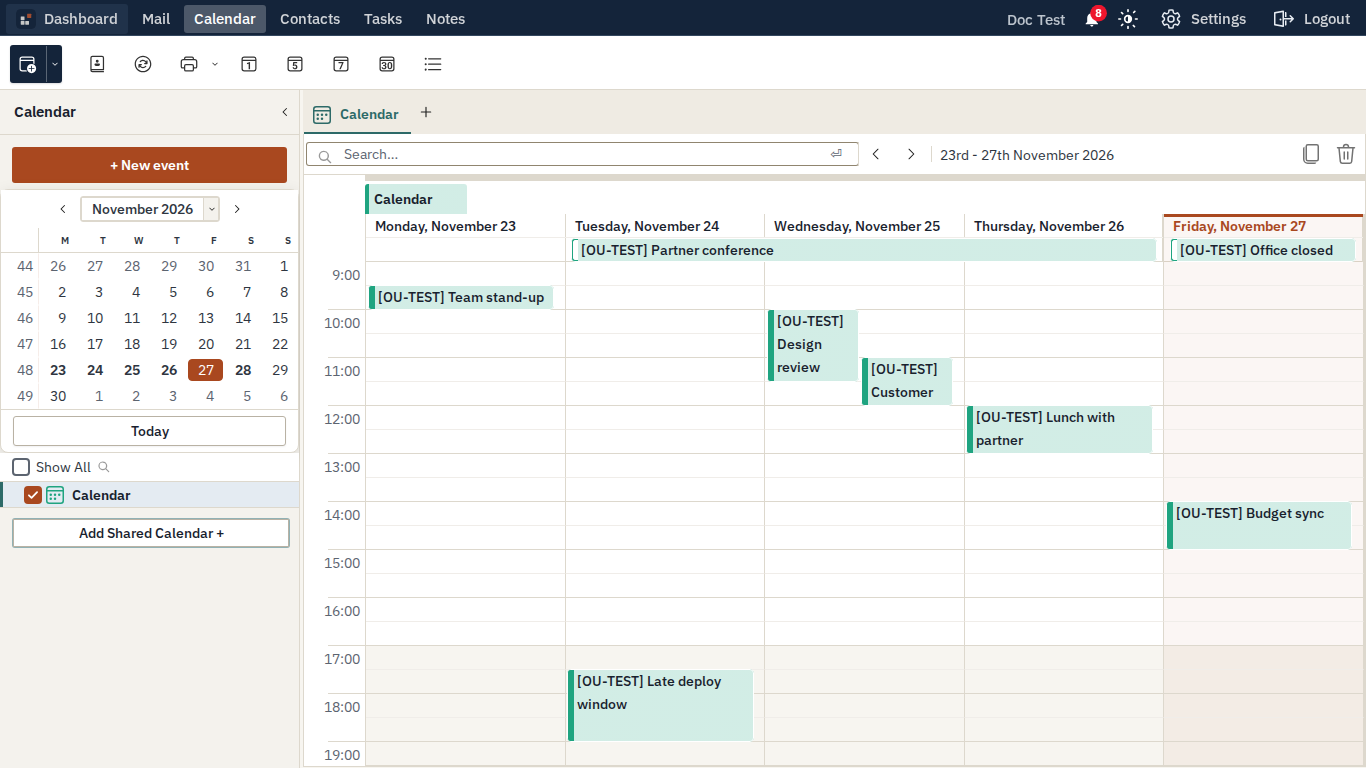 Dashboard Mail Calendar Contacts Tasks Notes Doc Test 8 Settings Logout
1 5 7 30
Calendar
+ New event
November 2026
M T W T F S S
44 26 27 28 29 30 31 1
45 2 3 4 5 6 7 8
46 9 10 11 12 13 14 15
47 16 17 18 19 20 21 22
48 23 24 25 26 27 28 29
49 30 1 2 3 4 5 6
Today
Show All
Calendar
Add Shared Calendar +
Calendar +
Search... 23rd - 27th November 2026
Calendar
Monday, November 23 Tuesday, November 24 Wednesday, November 25 Thursday, November 26 Friday, November 27
[OU-TEST] Partner conference [OU-TEST] Office closed
9:00
[OU-TEST] Team stand-up
10:00
[OU-TEST]
Design
review
11:00
[OU-TEST]
Customer
12:00
[OU-TEST] Lunch with
partner
13:00
14:00
[OU-TEST] Budget sync
15:00
16:00
17:00
[OU-TEST] Late deploy
window
18:00
19:00